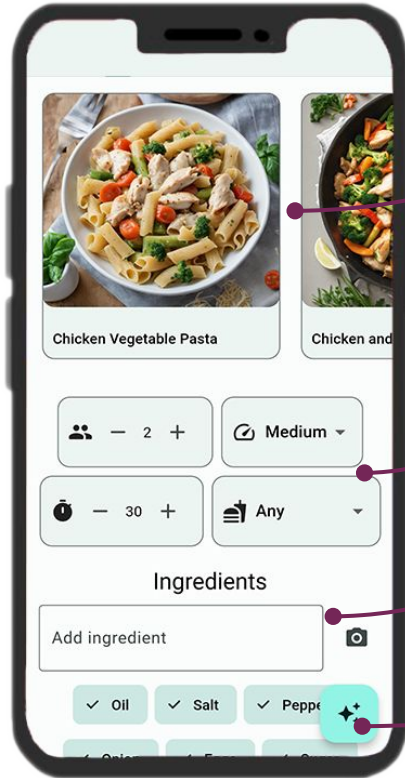 Chicken Vegetable Pasta
Chicken and
2
Medium
30
Any
Ingredients
Add ingredient
Oil
Salt
Peppe